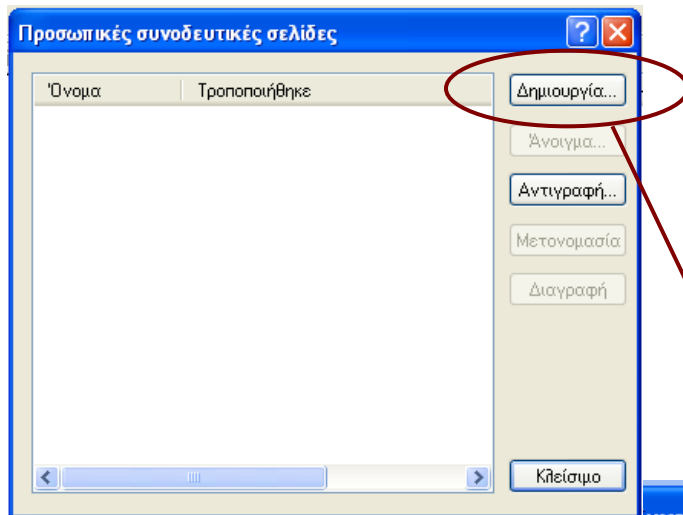 Προσωπικές συνοδευτικές σελίδες
Όνομα Τροποποιήθηκε
Δημιουργία...
Άνοιγμα...
Αντιγραφή...
Μετονομασία
Διαγραφή
Κλείσιμο